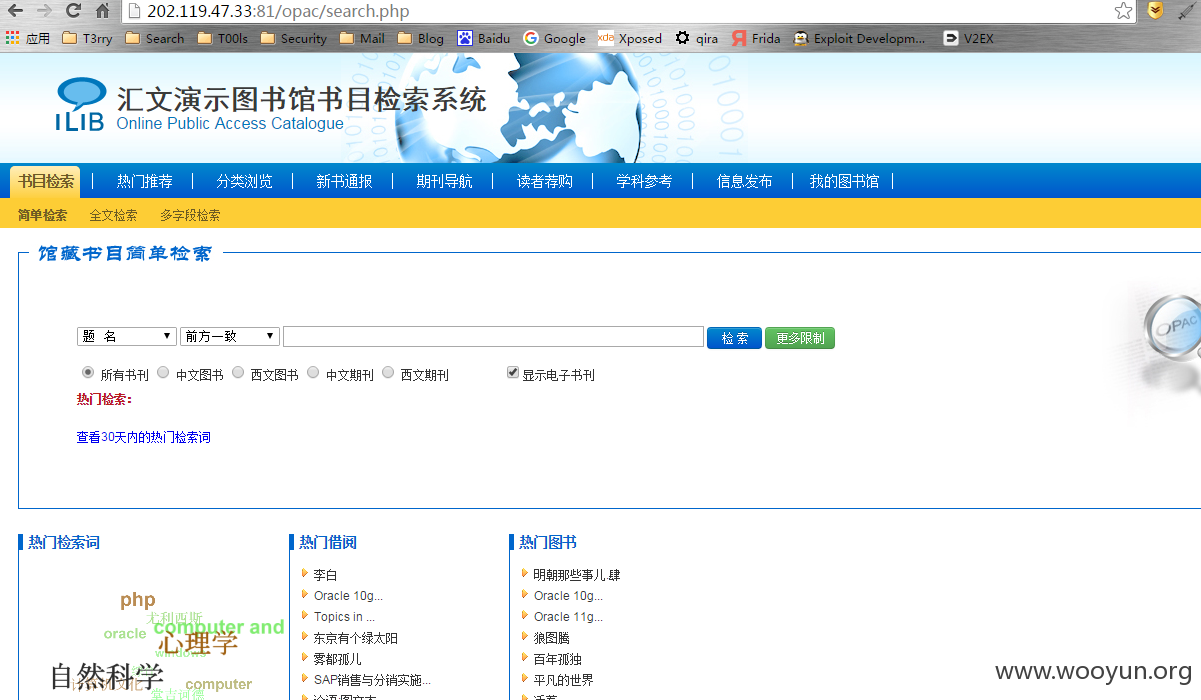 202.119.47.33:81/opac/search.php
应用 T3rry Search T00ls Security Mail Blog Baidu Google xda Xposed qira Frida Exploit Developm... V2EX
ILIB
汇文演示图书馆书目检索系统
Online Public Access Catalogue
书目检索 热门推荐 分类浏览 新书通报 期刊导航 读者荐购 学科参考 信息发布 我的图书馆
简单检索 全文检索 多字段检索
馆藏书目简单检索
题 名 前方一致 检 索 更多限制
OPAC
所有书刊 中文图书 西文图书 中文期刊 西文期刊 显示电子书刊
热门检索:
查看30天内的热门检索词
热门检索词 热门借阅 热门图书
php
尤利西斯
computer and
oracle
心理学
windows
自然科学
computer
堂吉诃德
李白
Oracle 10g...
Topics in ...
东京有个绿太阳
雾都孤儿
SAP销售与分销实施...
明朝那些事儿.肆
Oracle 10g...
Oracle 11g...
狼图腾
百年孤独
平凡的世界
www.wooyun.org